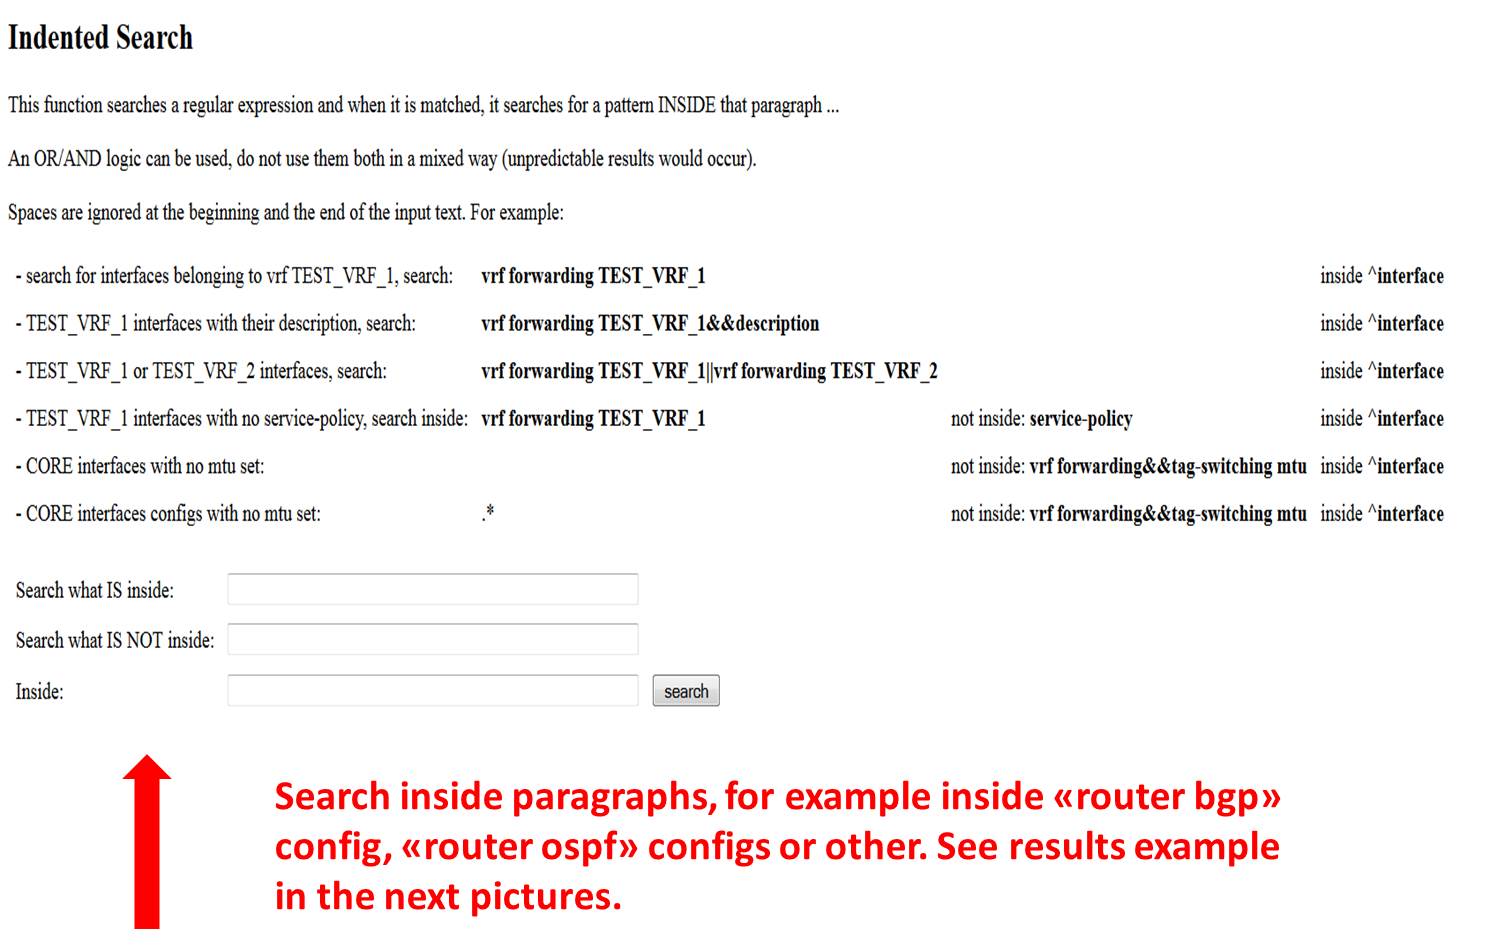 Indented Search
This function searches a regular expression and when it is matched, it searches for a pattern INSIDE that paragraph ...
An OR/AND logic can be used, do not use them both in a mixed way (unpredictable results would occur).
Spaces are ignored at the beginning and the end of the input text. For example:
- search for interfaces belonging to vrf TEST_VRF_1, search: vrf forwarding TEST_VRF_1 inside ^interface
- TEST_VRF_1 interfaces with their description, search: vrf forwarding TEST_VRF_1&&description inside ^interface
- TEST_VRF_1 or TEST_VRF_2 interfaces, search: vrf forwarding TEST_VRF_1||vrf forwarding TEST_VRF_2 inside ^interface
- TEST_VRF_1 interfaces with no service-policy, search inside: vrf forwarding TEST_VRF_1 not inside: service-policy inside ^interface
- CORE interfaces with no mtu set: not inside: vrf forwarding&&tag-switching mtu inside ^interface
- CORE interfaces configs with no mtu set: .* not inside: vrf forwarding&&tag-switching mtu inside ^interface
Search what IS inside:
Search what IS NOT inside:
Inside: search
Search inside paragraphs, for example inside «router bgp»
config, «router ospf» configs or other. See results example
in the next pictures.